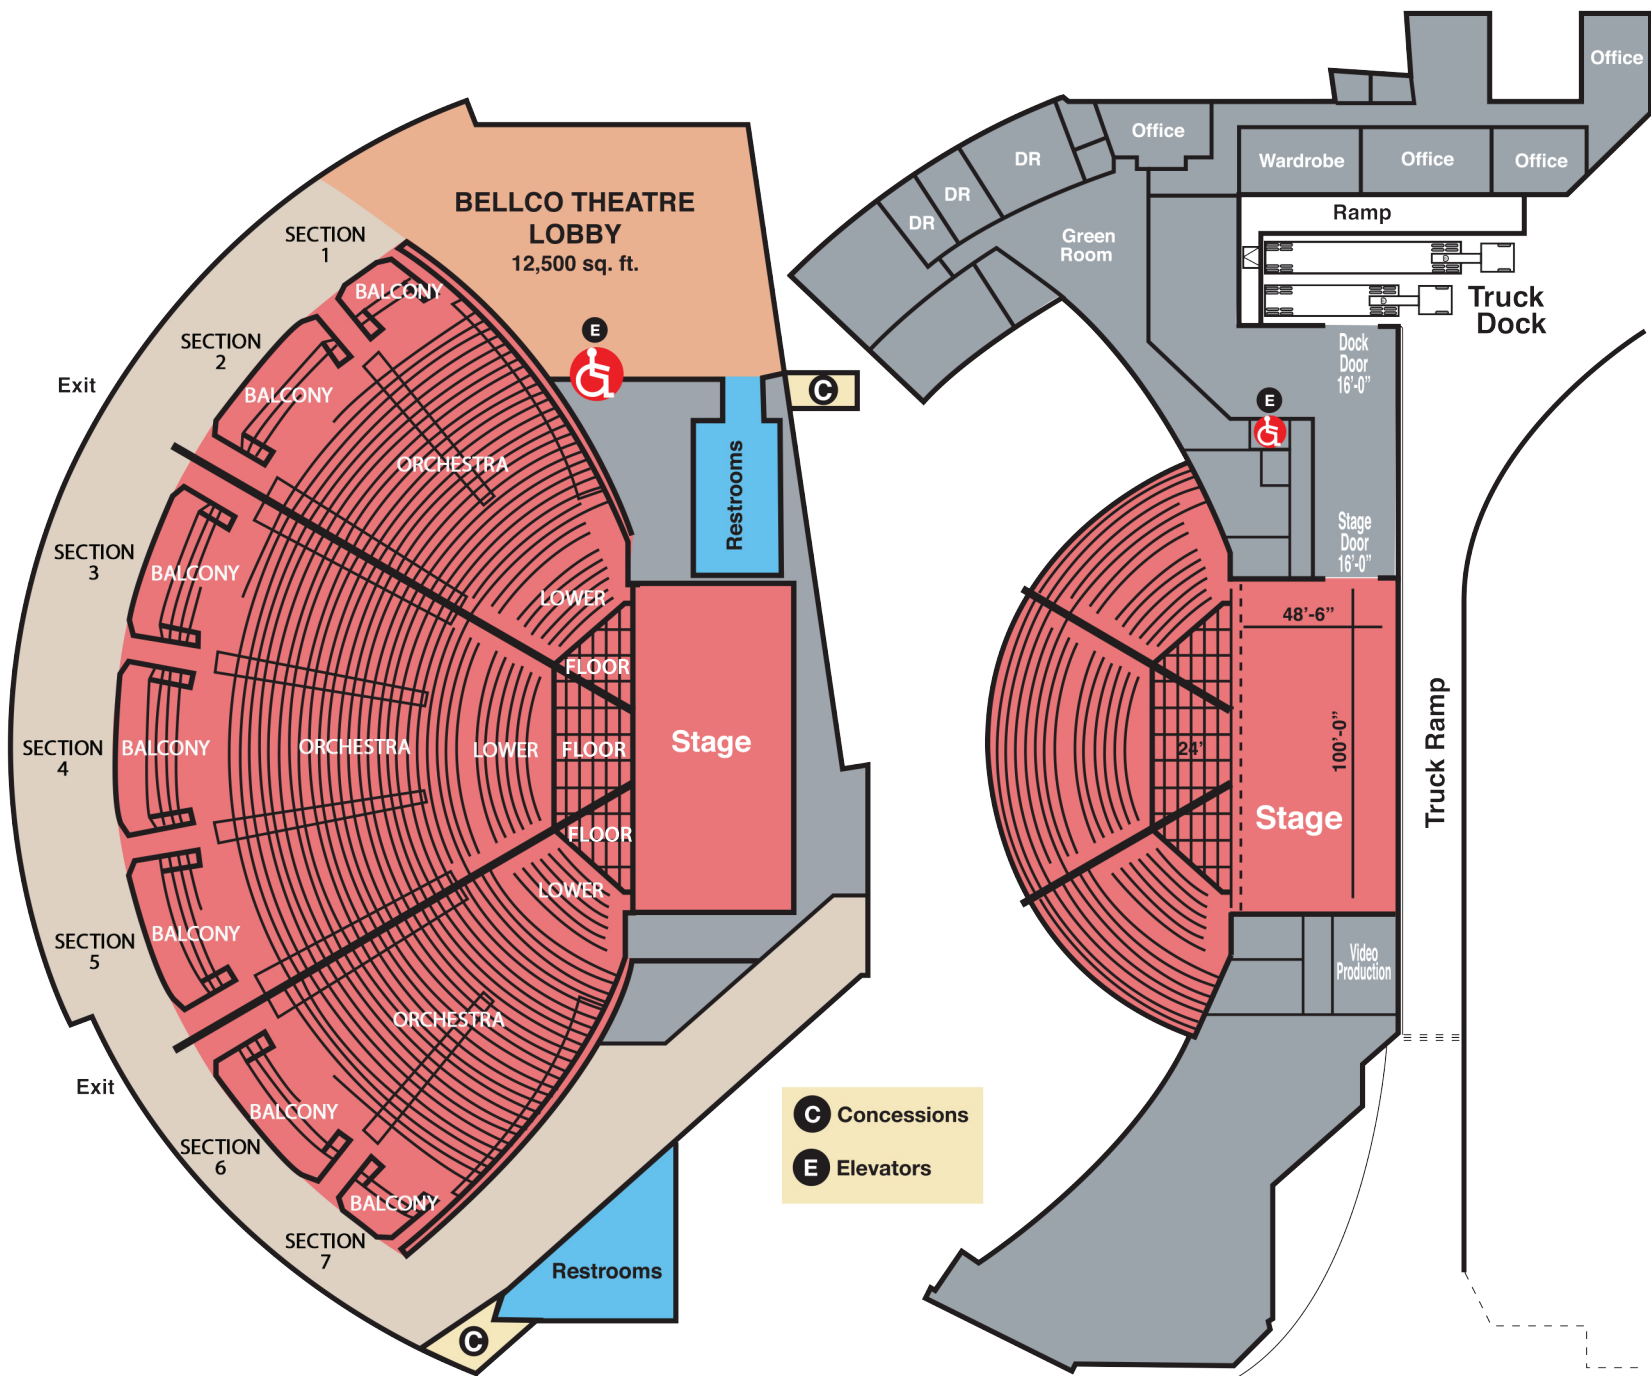 BELLCO THEATRE
LOBBY
12,500 sq. ft.
SECTION
1
SECTION
2
Exit
SECTION
3
SECTION
4
SECTION
5
Exit
SECTION
6
SECTION
7
BALCONY
BALCONY
BALCONY
BALCONY
BALCONY
BALCONY
BALCONY
ORCHESTRA
ORCHESTRA
ORCHESTRA
LOWER
LOWER
LOWER
FLOOR
FLOOR
FLOOR
Stage
E
C
Restrooms
Restrooms
C
C Concessions
E Elevators
Office
Office
DR
DR
DR
Wardrobe
Office
Office
Green
Room
Ramp
D
D
Truck
Dock
Dock
Door
16'-0"
E
Stage
Door
16'-0"
48'-6"
24'
100'-0"
Stage
Truck Ramp
Video
Production